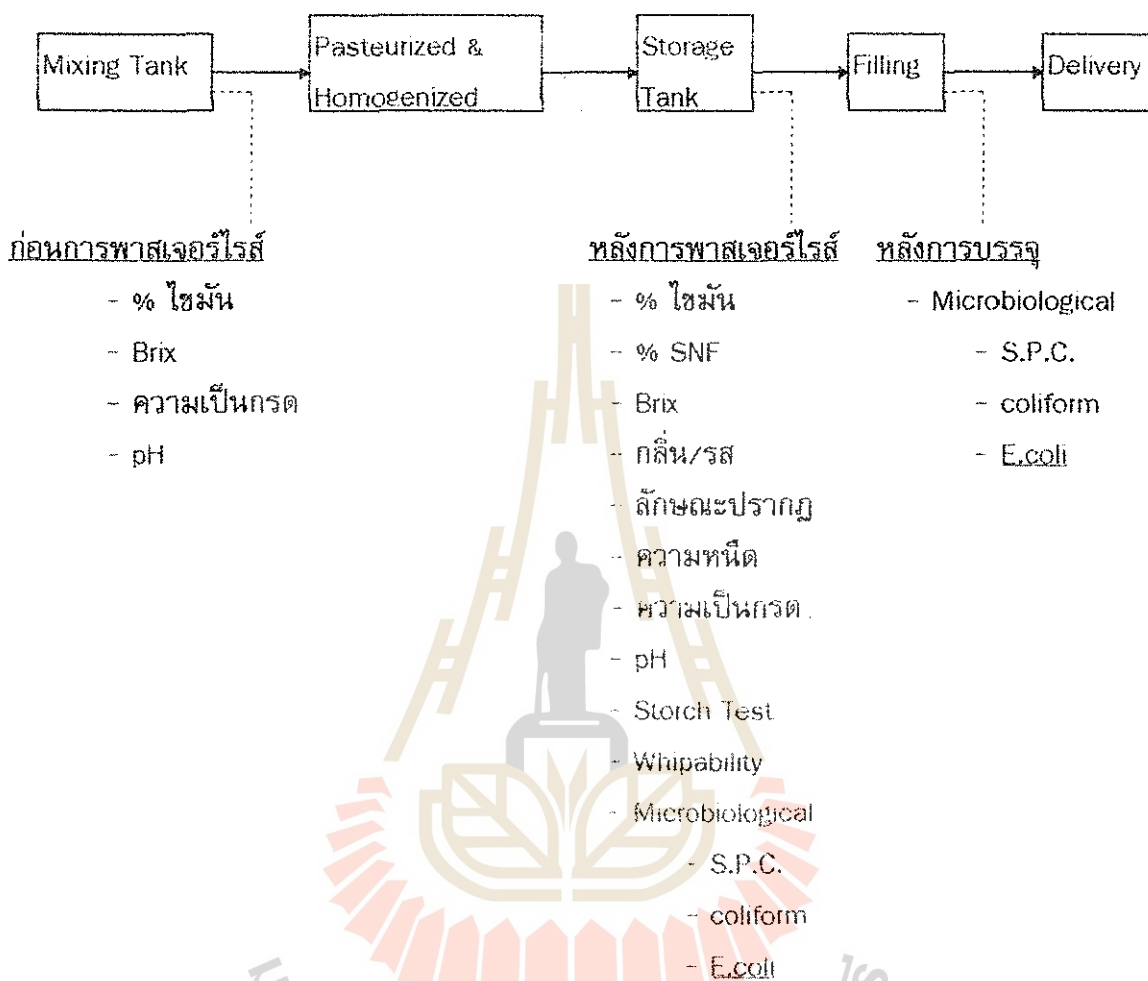 Mixing Tank
Pasteurized &
Homogenized
Storage
Tank
Filling
Delivery
ก่อนการพาสเจอร์ไรส์
- % ไขมัน
- Brix
- ความเป็นกรด
- pH
หลังการพาสเจอร์ไรส์
- % ไขมัน
- % SNF
- Brix
- กลิ่น/รส
- ลักษณะปรากฏ
- ความหนืด
- ความเป็นกรด
- pH
- Storch Test
- Whipability
- Microbiological
- S.P.C.
- coliform
- E.coli
หลังการบรรจุ
- Microbiological
- S.P.C.
- coliform
- E.coli